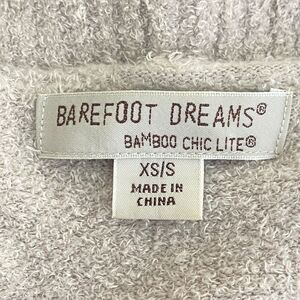 BAREFOOT DREAMS®
BAMBOO CHIC LITE®
XS/S
MADE IN
CHINA